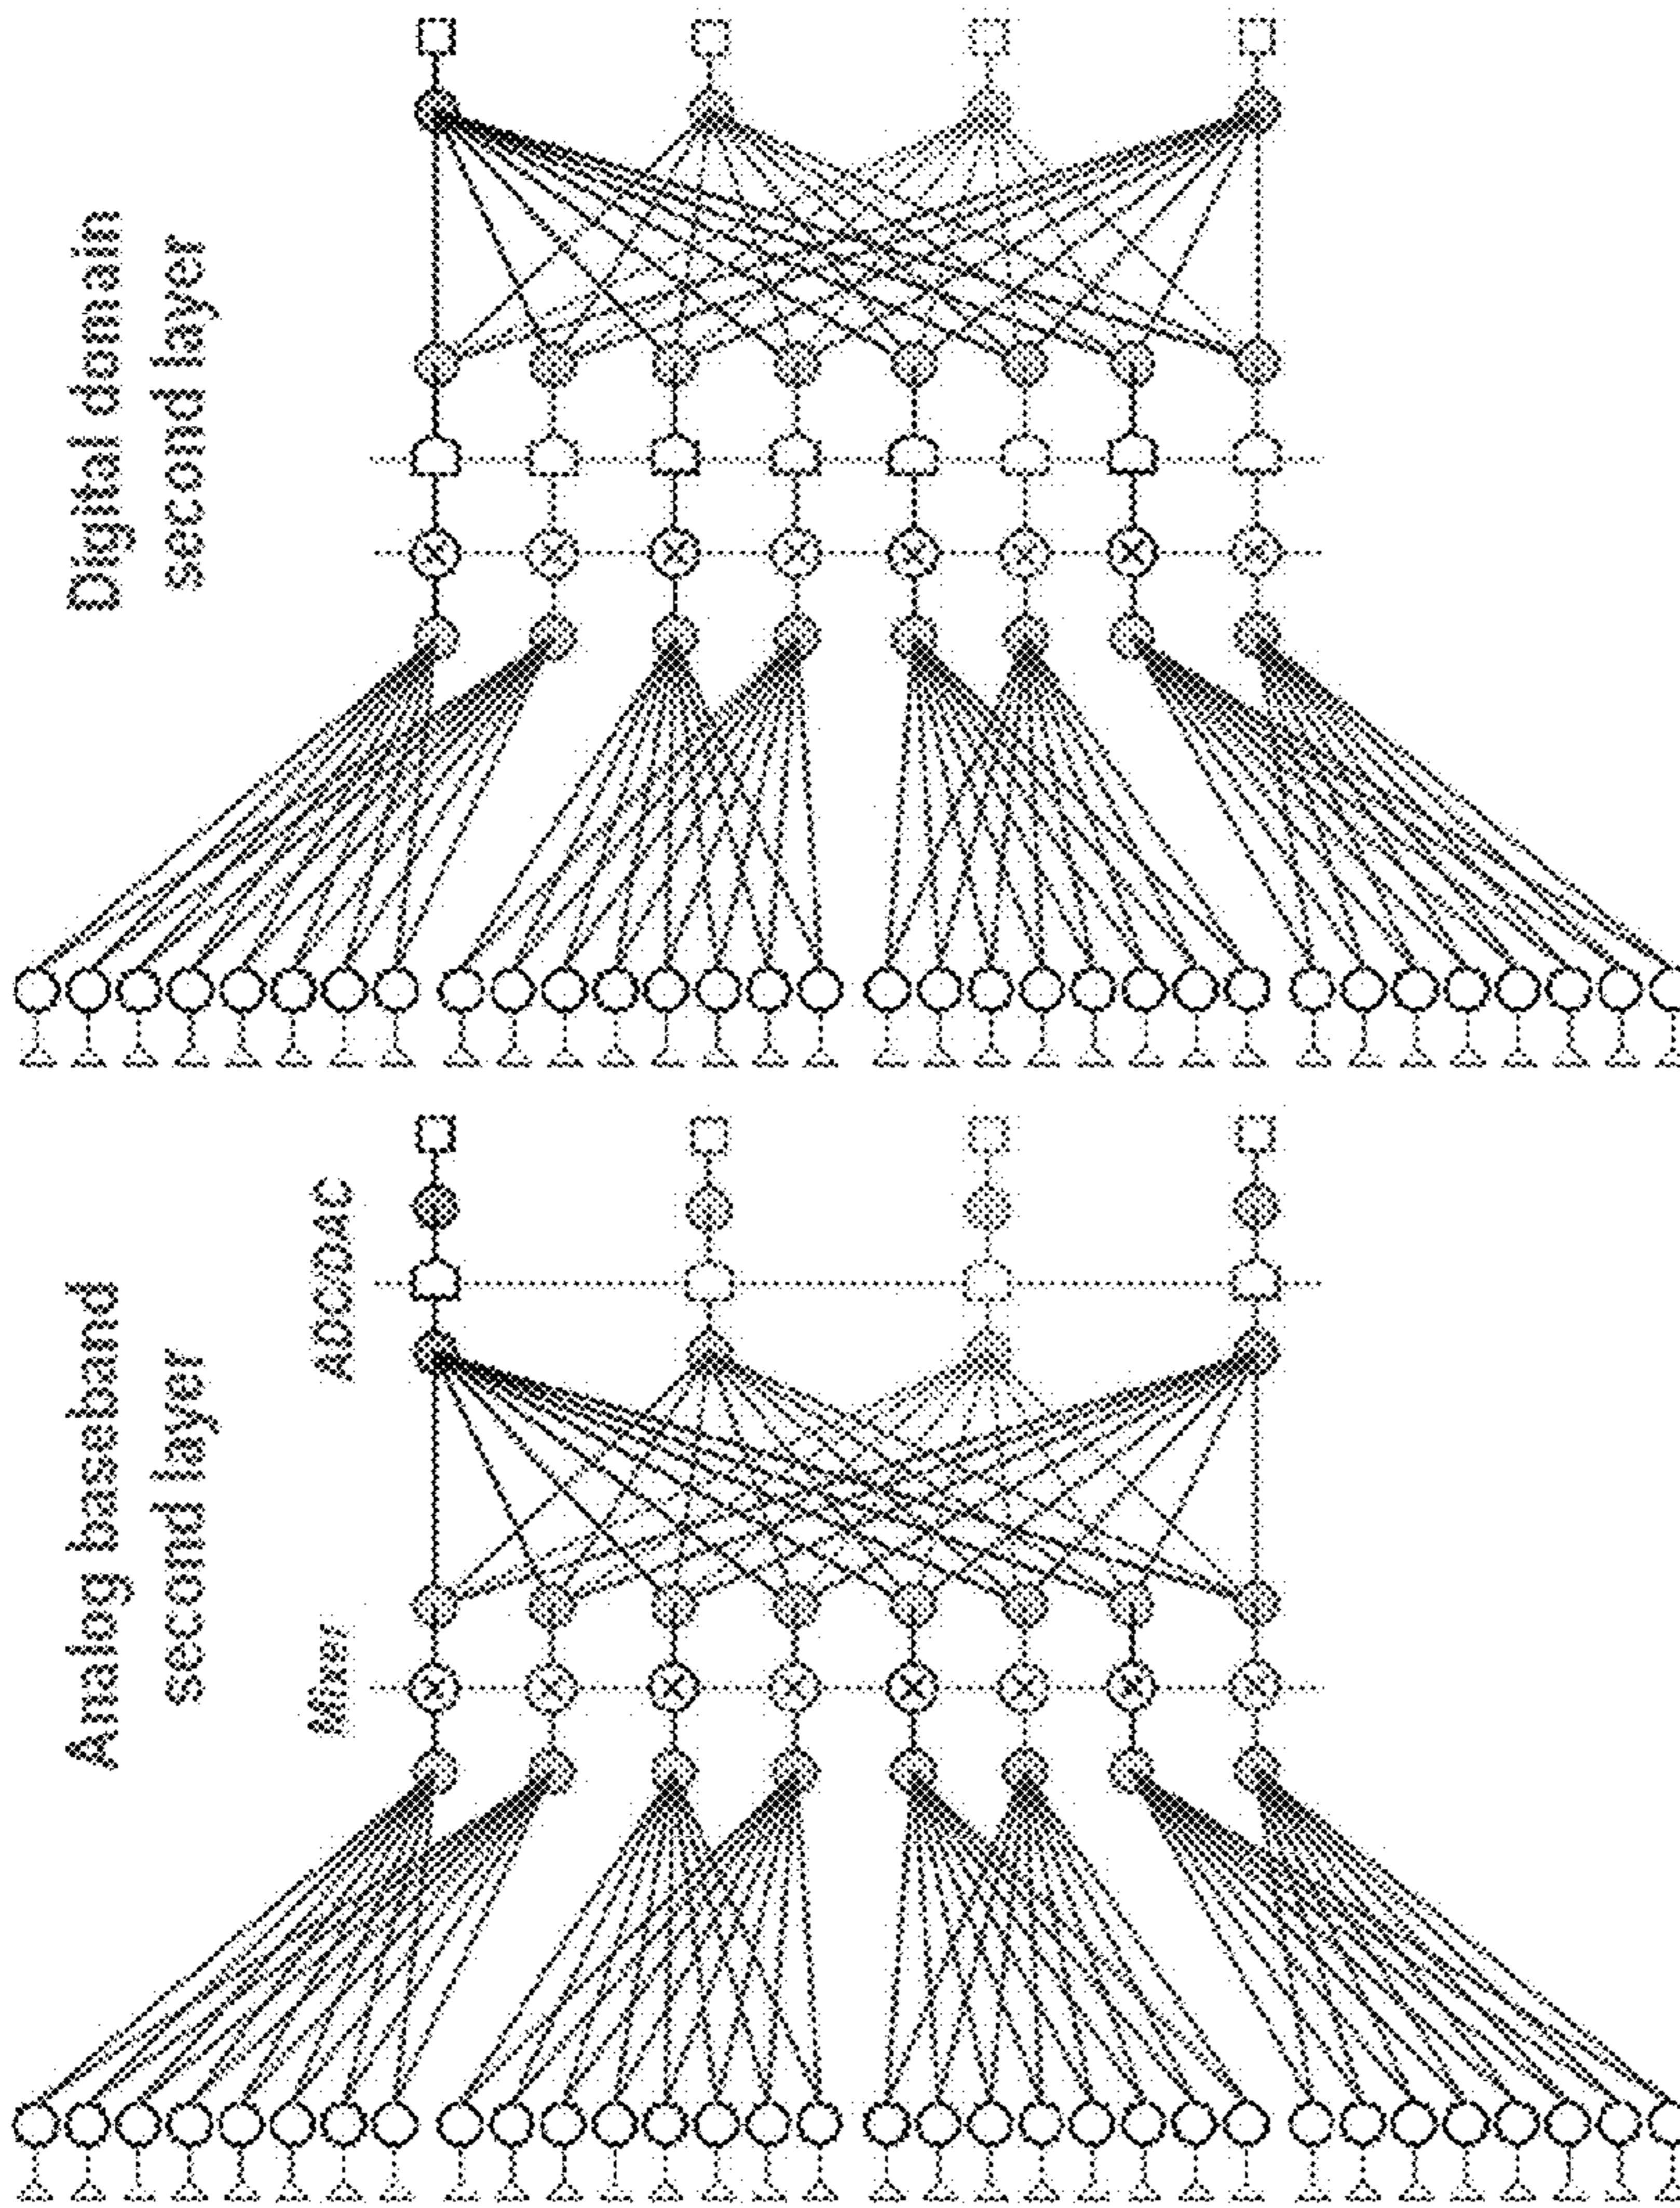 Digital domain
second layer
Analog baseband
second layer
ADC/DAC
Mixer